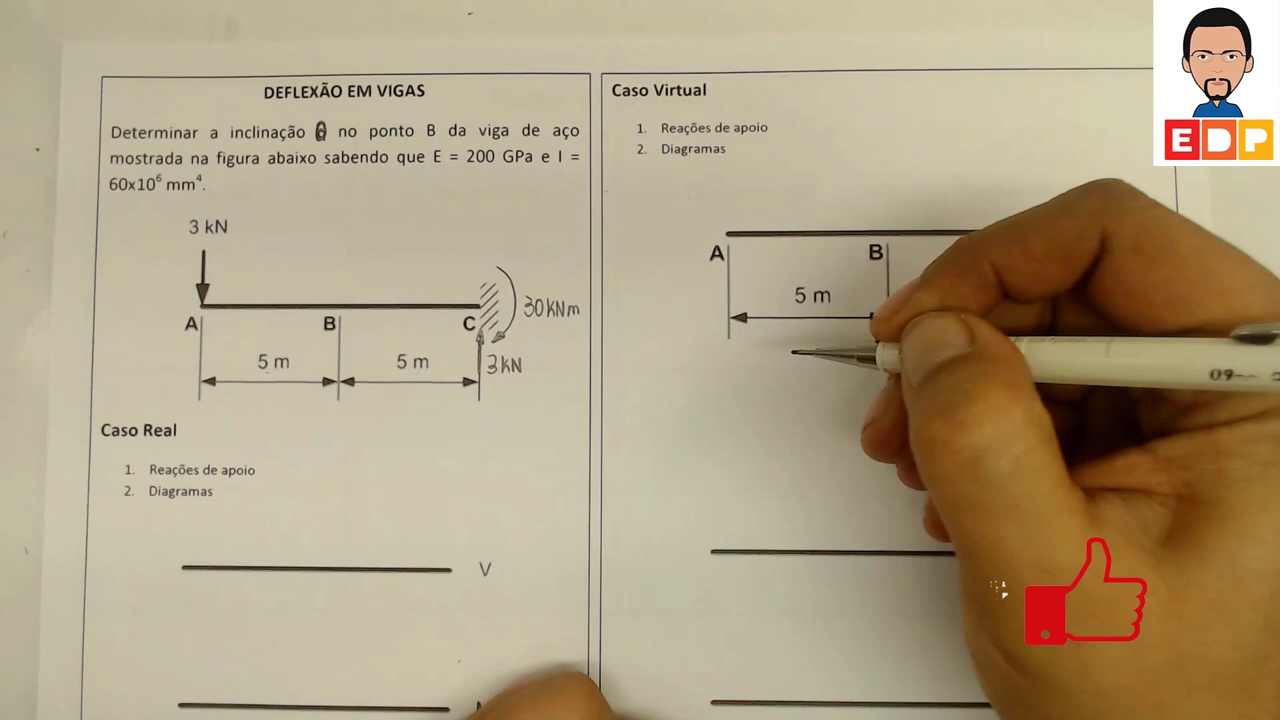 DEFLEXÃO EM VIGAS
Determinar a inclinação θ no ponto B da viga de aço
mostrada na figura abaixo sabendo que E = 200 GPa e I =
60x10⁶ mm⁴.
3 kN
A
B
C
30 kNm
5 m
5 m
3 kN
Caso Real
1. Reações de apoio
2. Diagramas
V
Caso Virtual
1. Reações de apoio
2. Diagramas
A
B
5 m
EDP